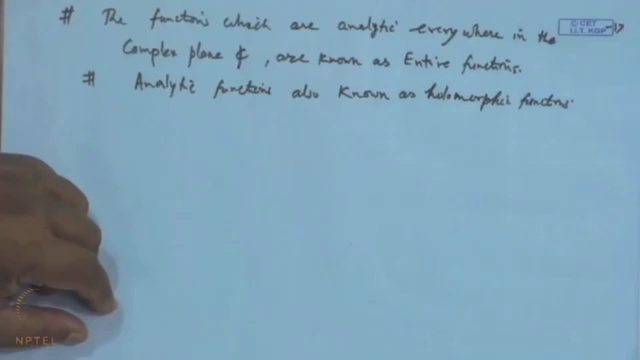 # The functions which are analytic everywhere in the
© CET
I.I.T. KGP
Complex plane ₵, are known as Entire functions.
# Analytic functions also known as holomorphic functions.
NPTEL